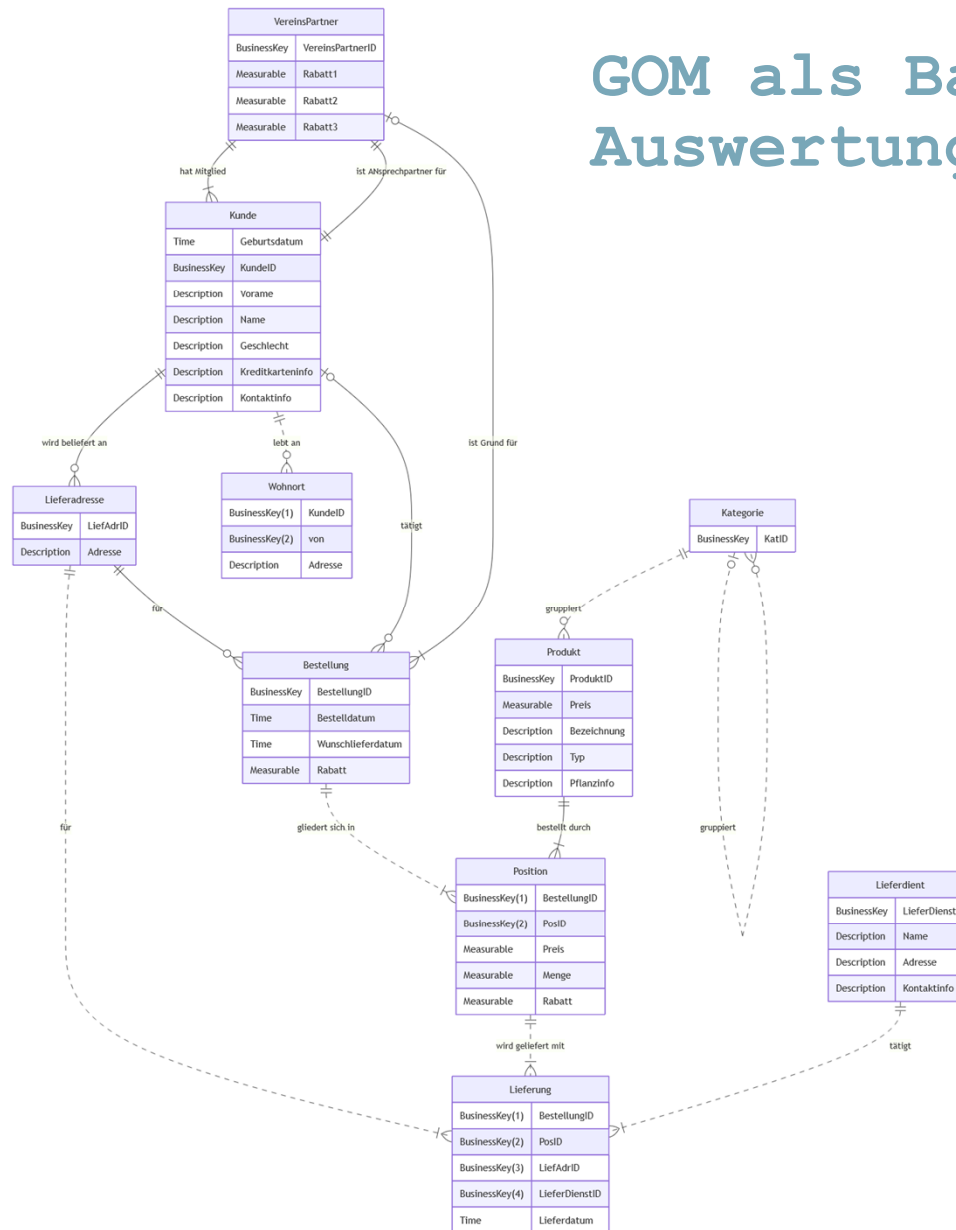 GOM als Ba
Auswertung
VereinsPartner
BusinessKey VereinsPartnerID
Measurable Rabatt1
Measurable Rabatt2
Measurable Rabatt3
hat Mitglied
ist ANsprechpartner für
Kunde
Time Geburtsdatum
BusinessKey KundeID
Description Vorame
Description Name
Description Geschlecht
Description Kreditkarteninfo
Description Kontaktinfo
wird beliefert an
lebt an
ist Grund für
Lieferadresse
BusinessKey LiefAdrID
Description Adresse
Wohnort
BusinessKey(1) KundeID
BusinessKey(2) von
Description Adresse
tätigt
Kategorie
BusinessKey KatID
für
gruppiert
Bestellung
BusinessKey BestellungID
Time Bestelldatum
Time Wunschlieferdatum
Measurable Rabatt
Produkt
BusinessKey ProduktID
Measurable Preis
Description Bezeichnung
Description Typ
Description Pflanzinfo
für
gliedert sich in
bestellt durch
gruppiert
Position
BusinessKey(1) BestellungID
BusinessKey(2) PosID
Measurable Preis
Measurable Menge
Measurable Rabatt
Lieferdient
BusinessKey LieferDienst
Description Name
Description Adresse
Description Kontaktinfo
wird geliefert mit
tätigt
Lieferung
BusinessKey(1) BestellungID
BusinessKey(2) PosID
BusinessKey(3) LiefAdrID
BusinessKey(4) LieferDienstID
Time Lieferdatum